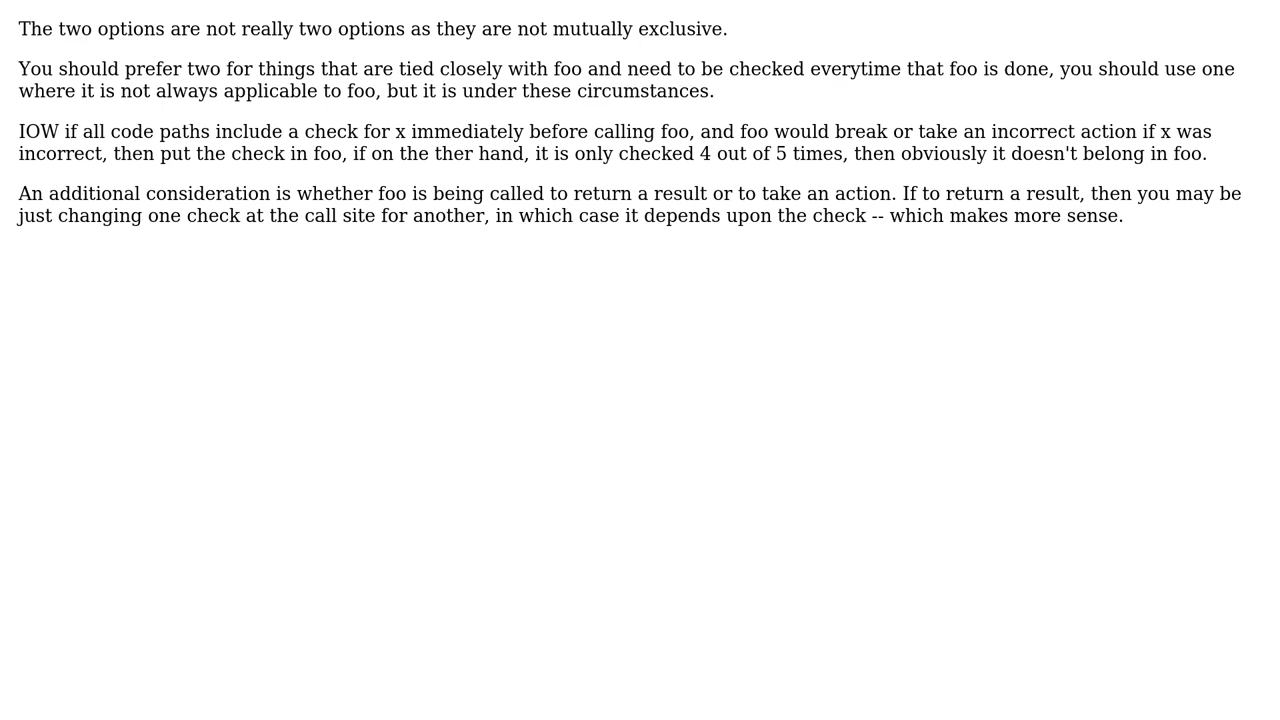 The two options are not really two options as they are not mutually exclusive.
You should prefer two for things that are tied closely with foo and need to be checked everytime that foo is done, you should use one
where it is not always applicable to foo, but it is under these circumstances.
IOW if all code paths include a check for x immediately before calling foo, and foo would break or take an incorrect action if x was
incorrect, then put the check in foo, if on the ther hand, it is only checked 4 out of 5 times, then obviously it doesn't belong in foo.
An additional consideration is whether foo is being called to return a result or to take an action. If to return a result, then you may be
just changing one check at the call site for another, in which case it depends upon the check -- which makes more sense.